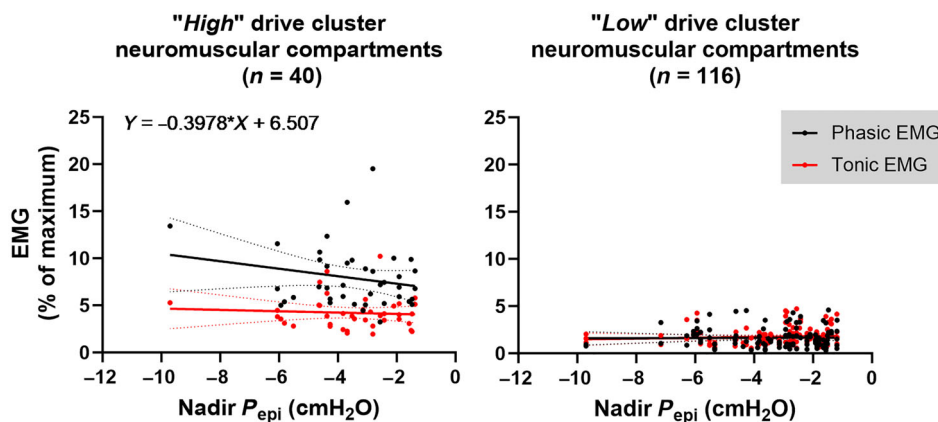 "High" drive cluster
neuromuscular compartments
(n = 40)
"Low" drive cluster
neuromuscular compartments
(n = 116)
Y = –0.3978*X + 6.507
EMG
(% of maximum)
25
20
15
10
5
0
–12 –10 –8 –6 –4 –2 0
Nadir Pepi (cmH2O)
25
20
15
10
5
0
–12 –10 –8 –6 –4 –2 0
Nadir Pepi (cmH2O)
Phasic EMG
Tonic EMG